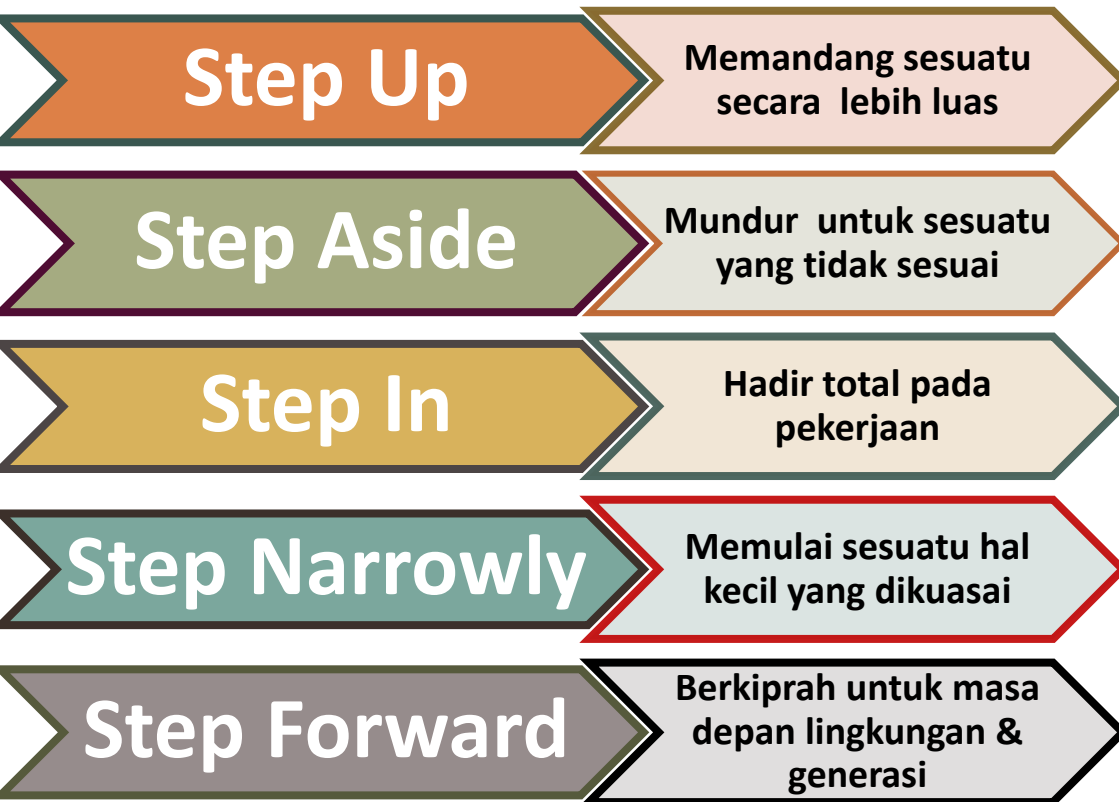 Step Up
Memandang sesuatu
secara lebih luas
Step Aside
Mundur untuk sesuatu
yang tidak sesuai
Step In
Hadir total pada
pekerjaan
Step Narrowly
Memulai sesuatu hal
kecil yang dikuasai
Step Forward
Berkiprah untuk masa
depan lingkungan &
generasi